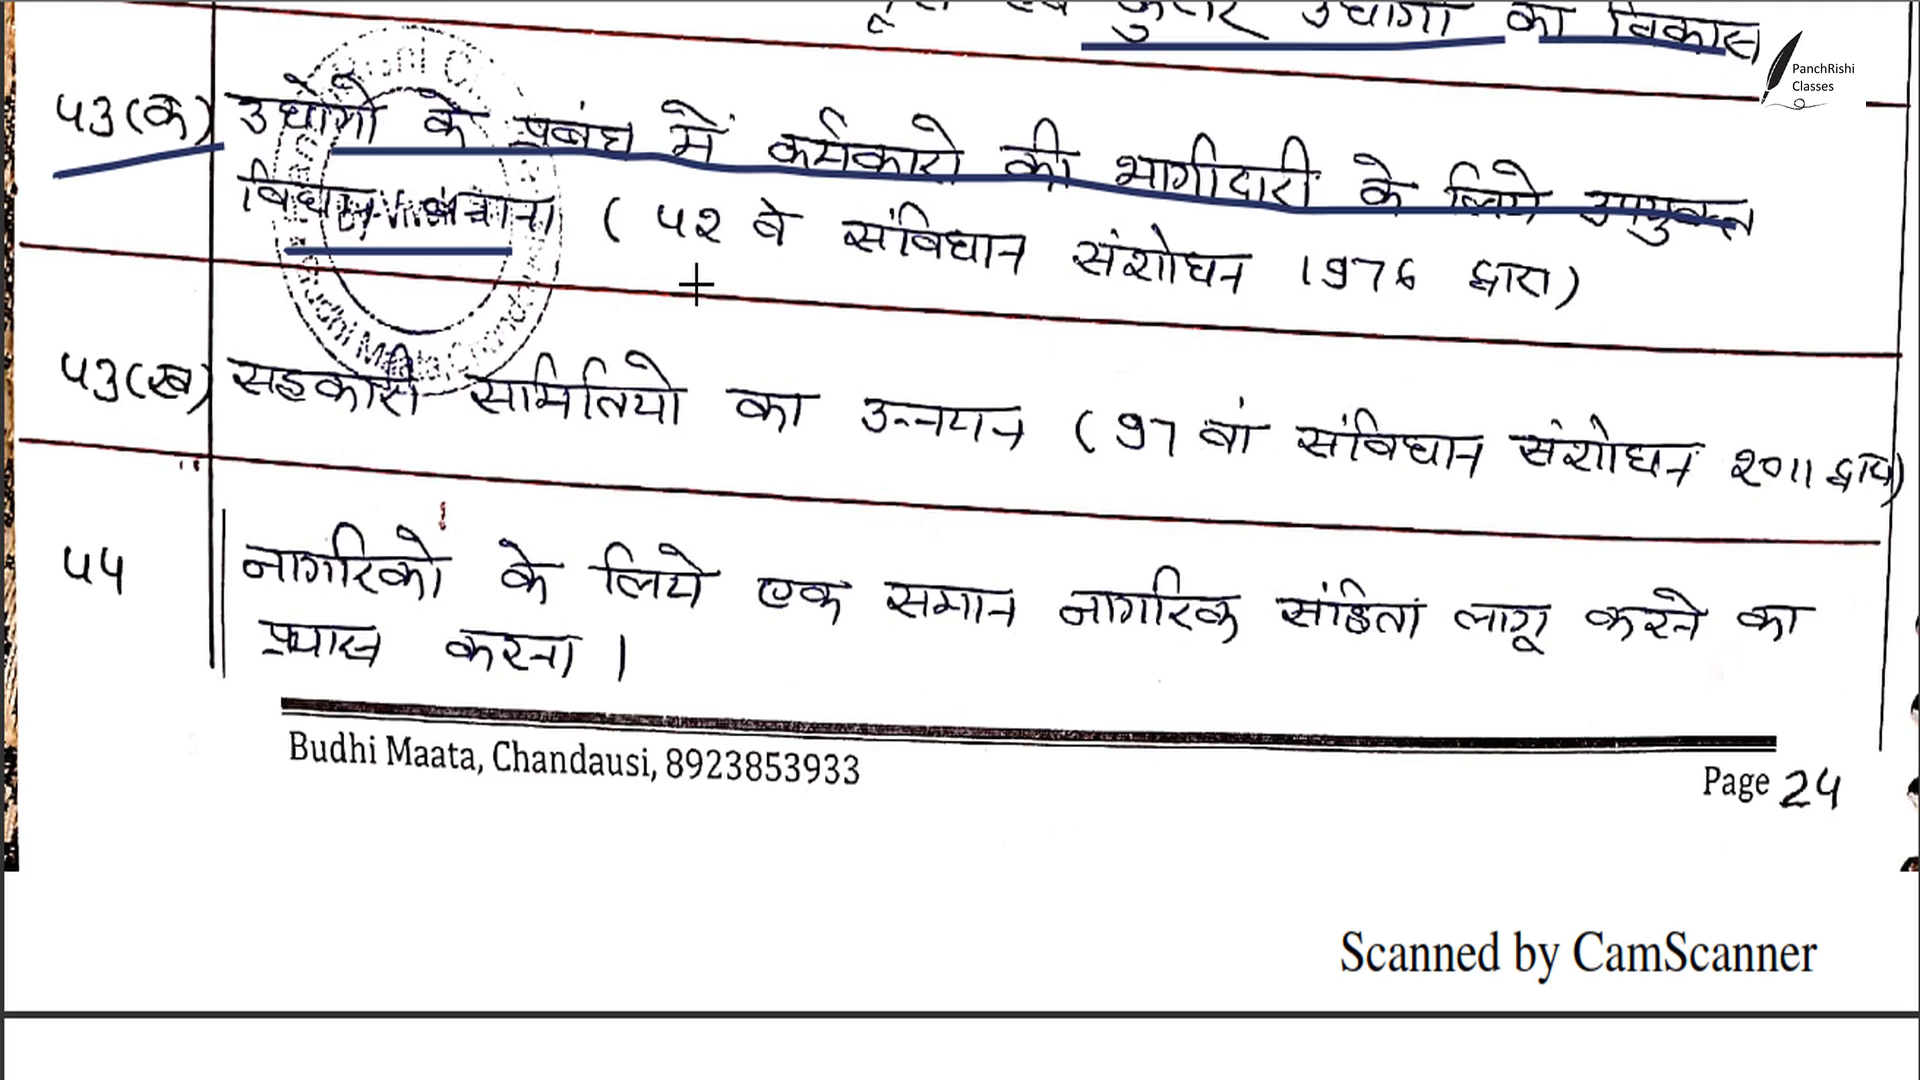 कुटीर उद्योगो का विकास
PanchRishi
Classes
43(क) उद्योगो के प्रबंध में कर्मकारो की भागीदारी के लिये उपयुक्त
विधान बनाना ( 42 वे संविधान संशोधन 1976 द्वारा)
43(ख) सहकारी समितियो का उन्नयन ( 97 वां संविधान संशोधन 2011 द्वारा)
44 नागरिको के लिये एक समान नागरिक संहिता लागू करने का
प्रयास करना ।
Budhi Maata, Chandausi, 8923853933
Page 24
Scanned by CamScanner